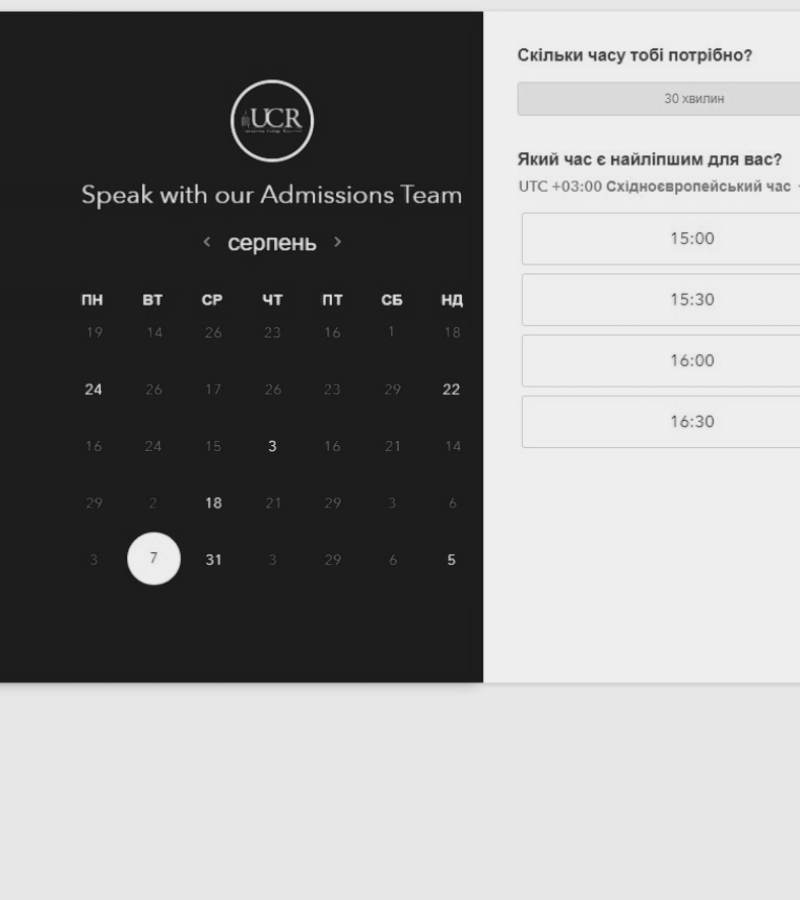 UCR
Speak with our Admissions Team
< серпень >
ПН ВТ СР ЧТ ПТ СБ НД
19 14 26 23 16 1 18
24 26 17 26 23 29 22
16 24 15 3 16 21 14
29 2 18 21 29 3 6
3 7 31 3 29 6 5
Скільки часу тобі потрібно?
30 хвилин
Який час є найліпшим для вас?
UTC +03:00 Східноєвропейський час
15:00
15:30
16:00
16:30